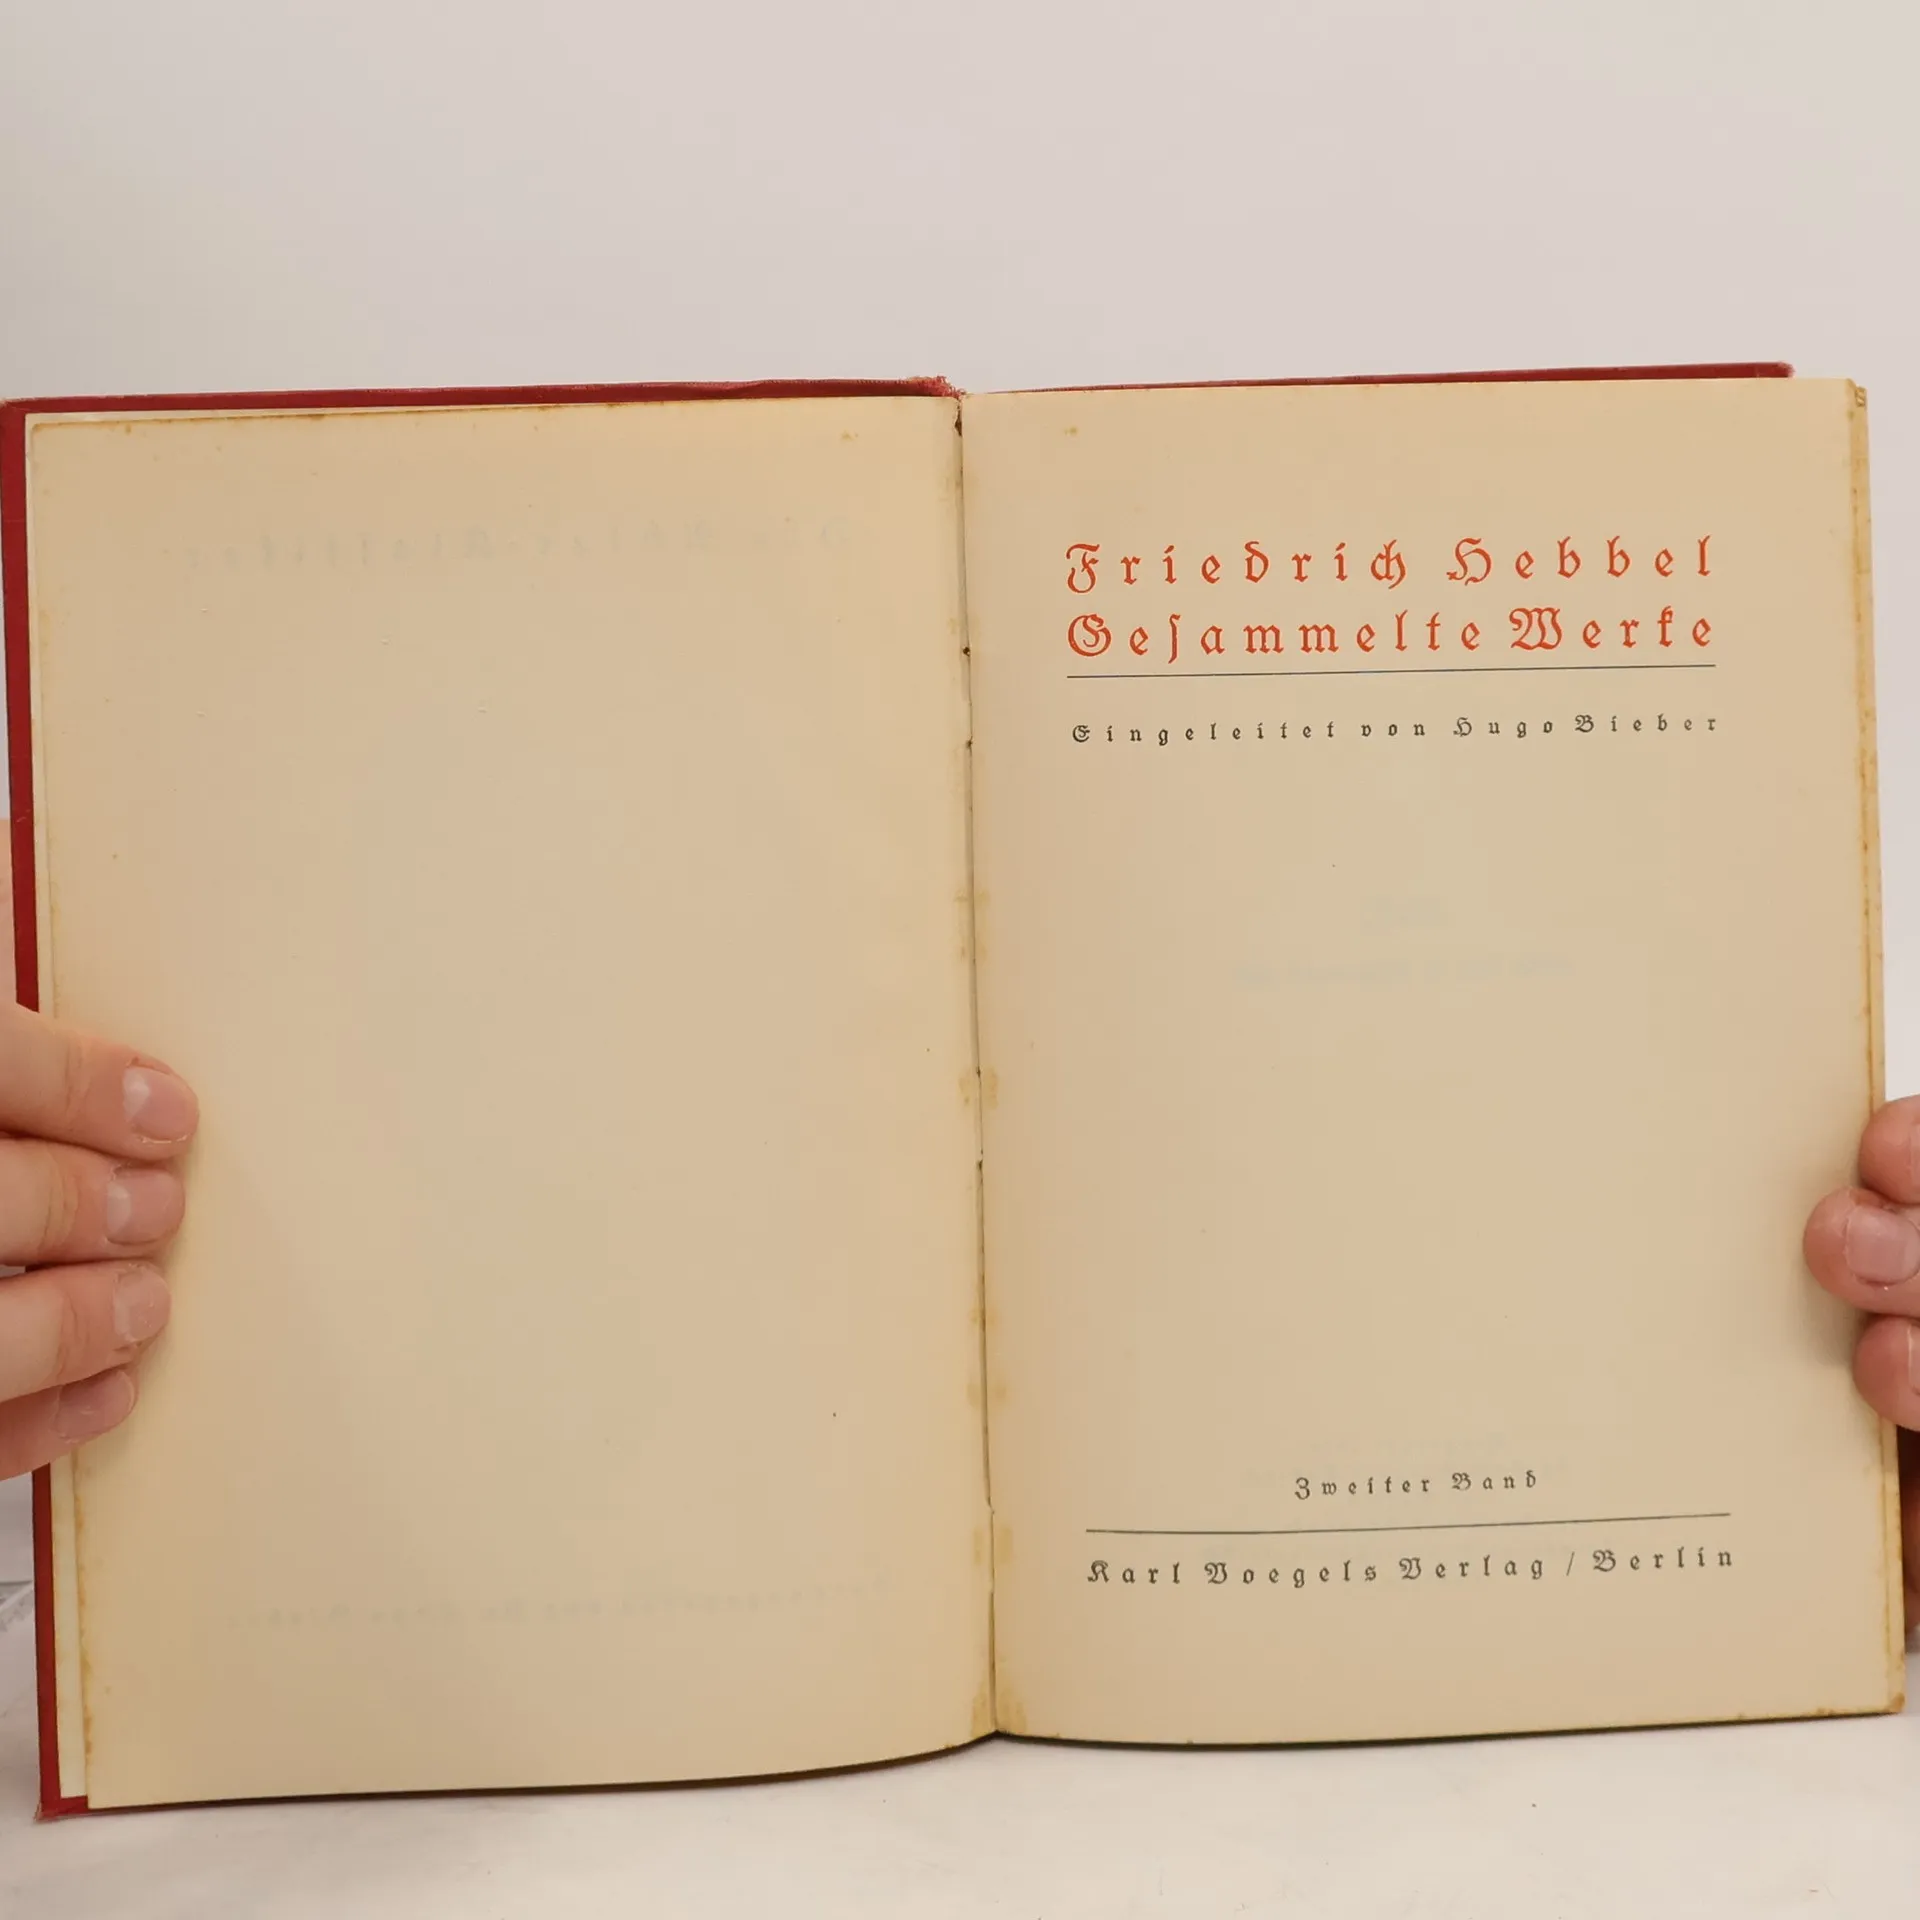 Friedrich Hebbel
Geſammelte Werke
Eingeleitet von Hugo Bieber
Zweiter Band
Karl Voegels Verlag / Berlin